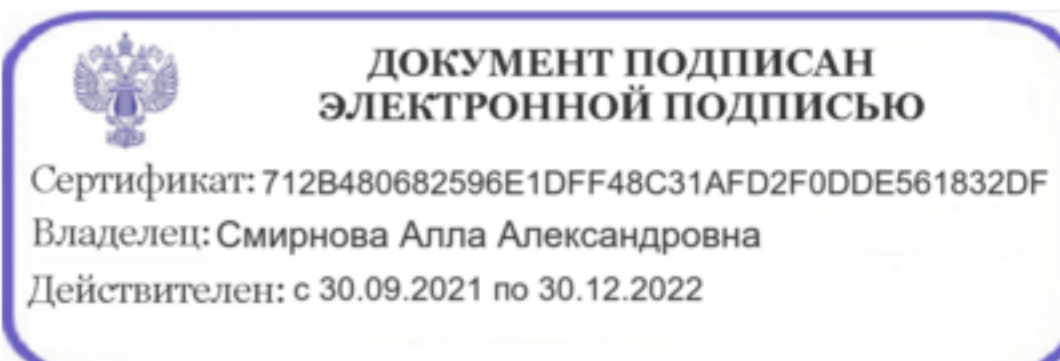 ДОКУМЕНТ ПОДПИСАН
ЭЛЕКТРОННОЙ ПОДПИСЬЮ
Сертификат: 712B480682596E1DFF48C31AFD2F0DDE561832DF
Владелец: Смирнова Алла Александровна
Действителен: с 30.09.2021 по 30.12.2022